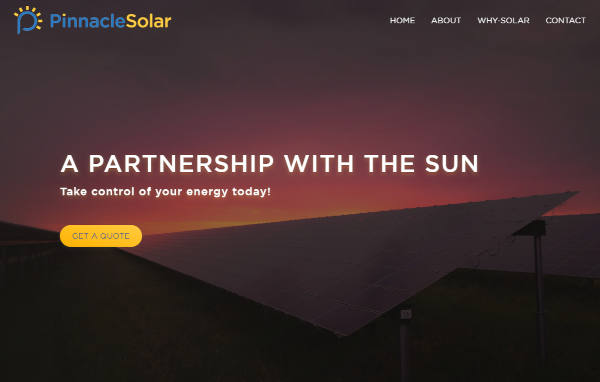 PinnacleSolar
HOME ABOUT WHY-SOLAR CONTACT
A PARTNERSHIP WITH THE SUN
Take control of your energy today!
GET A QUOTE